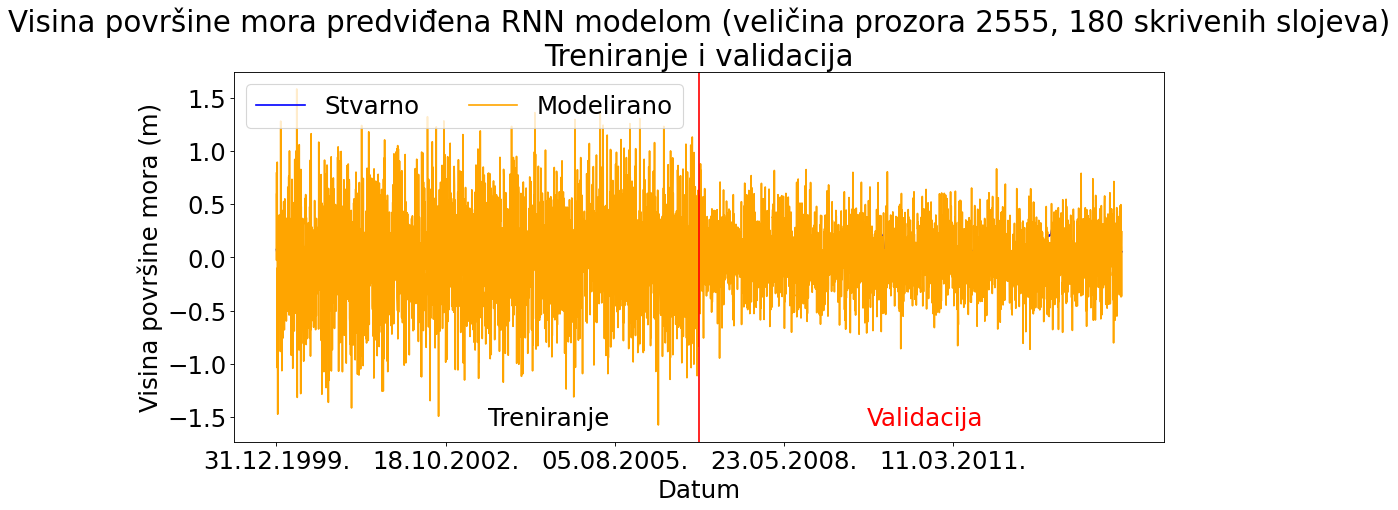 Visina površine mora predviđena RNN modelom (veličina prozora 2555, 180 skrivenih slojeva)
Treniranje i validacija
Stvarno Modelirano
Visina površine mora (m)
1.5
1.0
0.5
0.0
−0.5
−1.0
−1.5
Treniranje Validacija
31.12.1999. 18.10.2002. 05.08.2005. 23.05.2008. 11.03.2011.
Datum